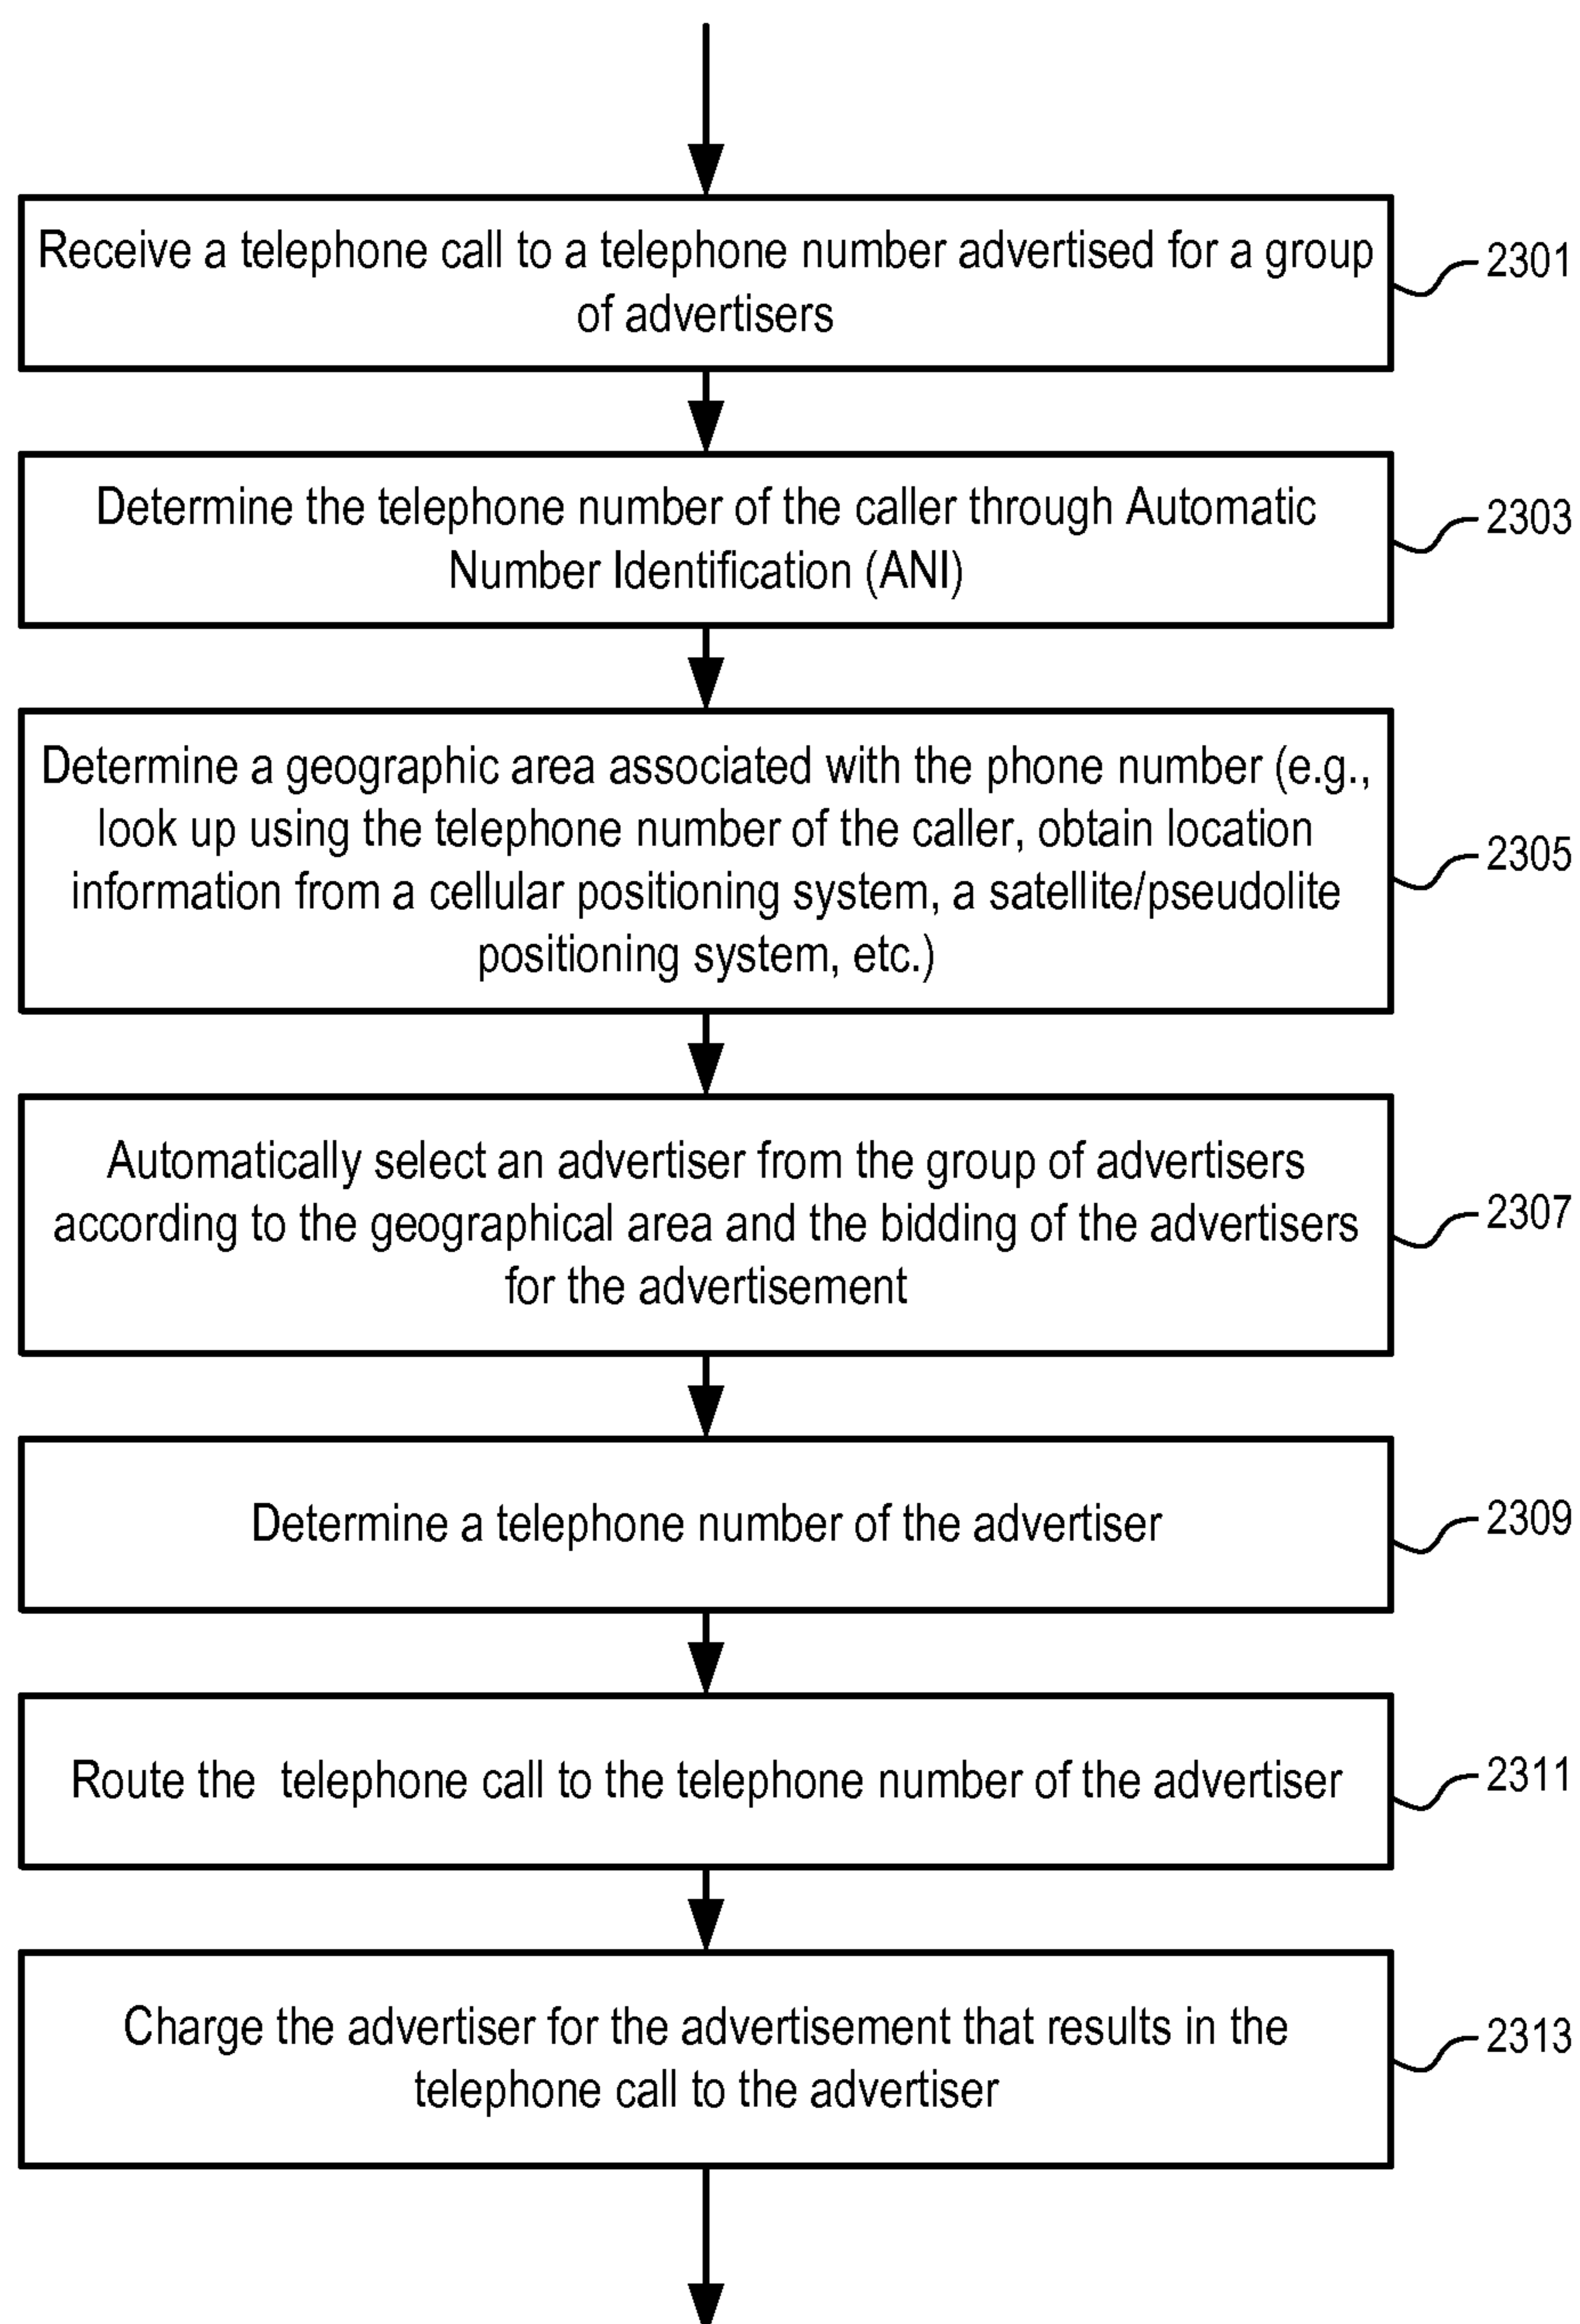 Receive a telephone call to a telephone number advertised for a group
of advertisers
2301
Determine the telephone number of the caller through Automatic
Number Identification (ANI)
2303
Determine a geographic area associated with the phone number (e.g.,
look up using the telephone number of the caller, obtain location
information from a cellular positioning system, a satellite/pseudolite
positioning system, etc.)
2305
Automatically select an advertiser from the group of advertisers
according to the geographical area and the bidding of the advertisers
for the advertisement
2307
Determine a telephone number of the advertiser
2309
Route the  telephone call to the telephone number of the advertiser
2311
Charge the advertiser for the advertisement that results in the
telephone call to the advertiser
2313